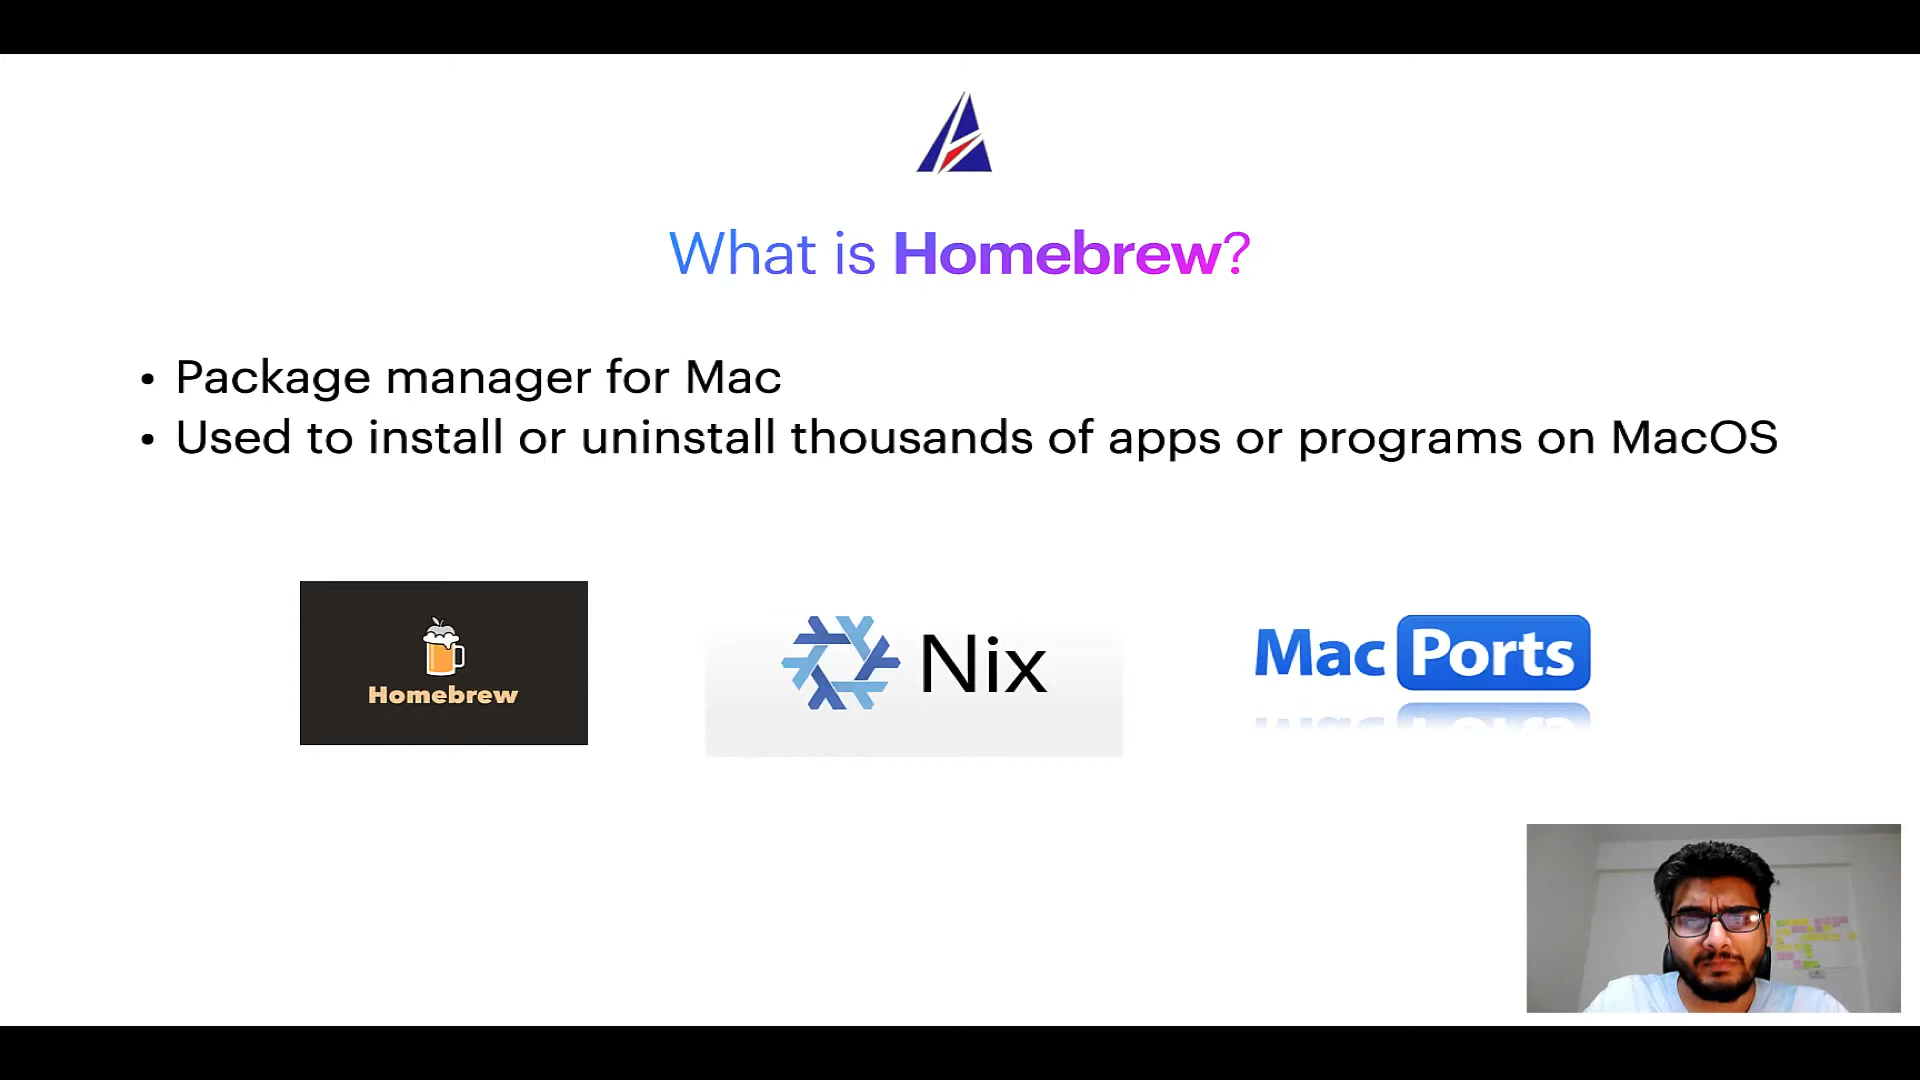 What is Homebrew?
• Package manager for Mac
• Used to install or uninstall thousands of apps or programs on MacOS
Homebrew
Nix
Mac Ports